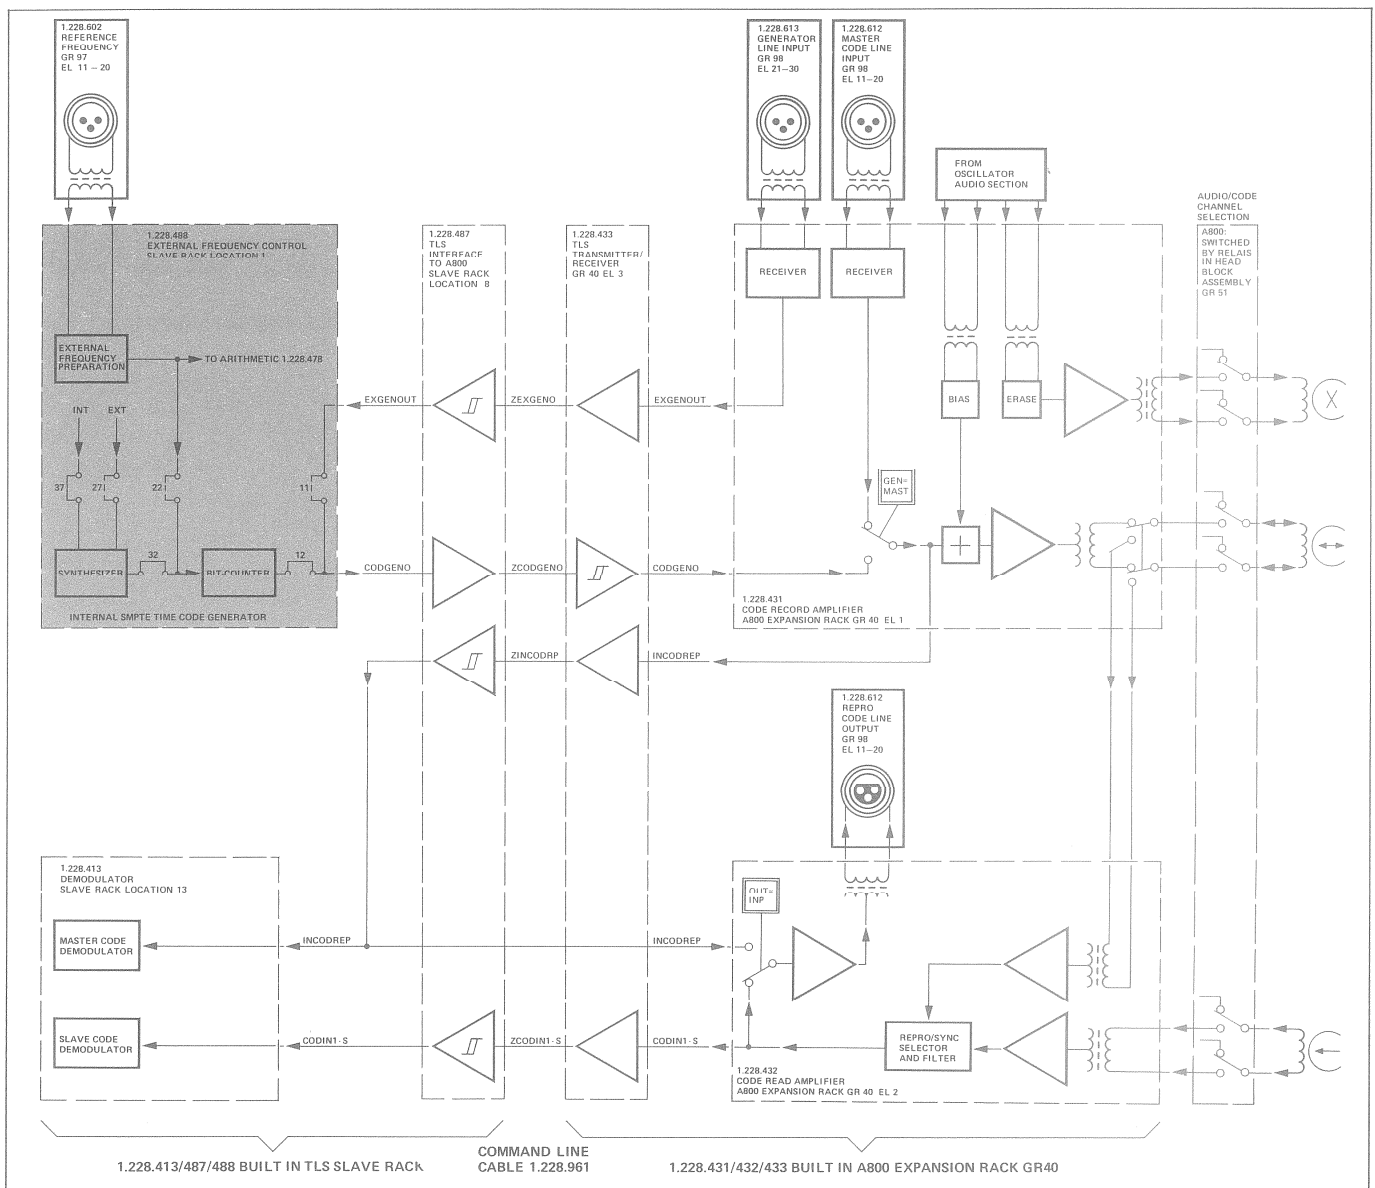 1.228.602
REFERENCE
FREQUENCY
GR 97
EL 11 – 20
1.228.613
GENERATOR
LINE INPUT
GR 98
EL 21–30
1.228.612
MASTER
CODE LINE
INPUT
GR 98
EL 11–20
FROM
OSCILLATOR
AUDIO SECTION
AUDIO/CODE
CHANNEL
SELECTION
A800:
SWITCHED
BY RELAIS
IN HEAD
BLOCK
ASSEMBLY
GR 51
1.228.488
EXTERNAL FREQUENCY CONTROL
SLAVE RACK LOCATION 1
1.228.487
TLS
INTERFACE
TO A800
SLAVE RACK
LOCATION 8
1.228.433
TLS
TRANSMITTER/
RECEIVER
GR 40 EL 3
RECEIVER
RECEIVER
EXTERNAL
FREQUENCY
PREPARATION
TO ARITHMETIC 1.228.478
INT
EXT
EXGENOUT
ZEXGENO
EXGENOUT
BIAS
ERASE
X
37
27
22
11
GEN=
MAST
SYNTHESIZER
32
BIT-COUNTER
12
CODGENO
ZCODGENO
CODGENO
INTERNAL SMPTE TIME CODE GENERATOR
1.228.431
CODE RECORD AMPLIFIER
A800 EXPANSION RACK GR 40 EL 1
ZINCODRP
INCODREP
1.228.612
REPRO
CODE LINE
OUTPUT
GR 98
EL 11–20
1.228.413
DEMODULATOR
SLAVE RACK LOCATION 13
OUT=
INP
MASTER CODE
DEMODULATOR
INCODREP
INCODREP
SLAVE CODE
DEMODULATOR
CODIN1-S
ZCODIN1-S
CODIN1-S
REPRO/SYNC
SELECTOR
AND FILTER
1.228.432
CODE READ AMPLIFIER
A800 EXPANSION RACK GR 40 EL 2
1.228.413/487/488 BUILT IN TLS SLAVE RACK
COMMAND LINE
CABLE 1.228.961
1.228.431/432/433 BUILT IN A800 EXPANSION RACK GR40